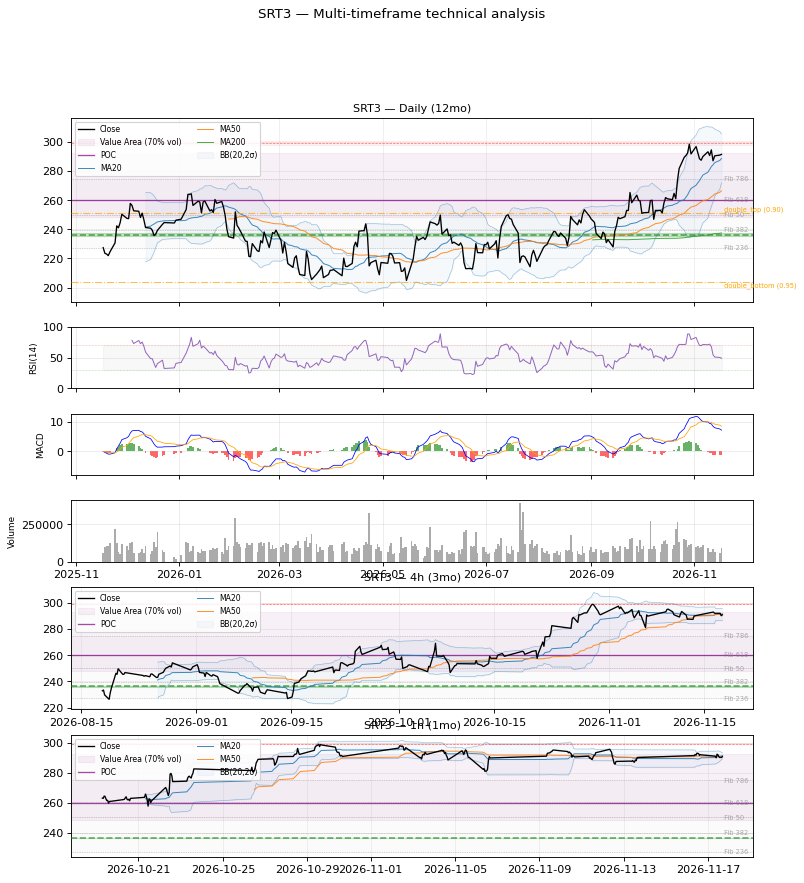 SRT3 — Multi-timeframe technical analysis
SRT3 — Daily (12mo)
Close
Value Area (70% vol)
POC
MA20
MA50
MA200
BB(20,2σ)
300
280
260
240
220
200
Fib 786
Fib 618
double_top (0.90)
Fib 50
Fib 382
Fib 236
double_bottom (0.95)
RSI(14)
100
50
0
MACD
10
0
Volume
250000
0
2025-11
2026-01
2026-03
2026-05
2026-07
2026-09
2026-11
SRT3 — 4h (3mo)
Close
Value Area (70% vol)
POC
MA20
MA50
BB(20,2σ)
300
280
260
240
220
Fib 786
Fib 618
Fib 50
Fib 382
Fib 236
2026-08-15
2026-09-01
2026-09-15
2026-10-01
2026-10-15
2026-11-01
2026-11-15
SRT3 — 1h (1mo)
Close
Value Area (70% vol)
POC
MA20
MA50
BB(20,2σ)
300
280
260
240
Fib 786
Fib 618
Fib 50
Fib 382
Fib 236
2026-10-21
2026-10-25
2026-10-29
2026-11-01
2026-11-05
2026-11-09
2026-11-13
2026-11-17